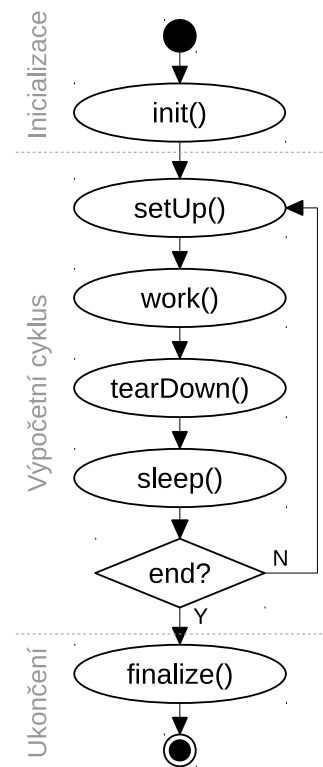 Inicializace
init()
Výpočetní cyklus
setUp()
work()
tearDown()
sleep()
end?
N
Y
Ukončení
finalize()